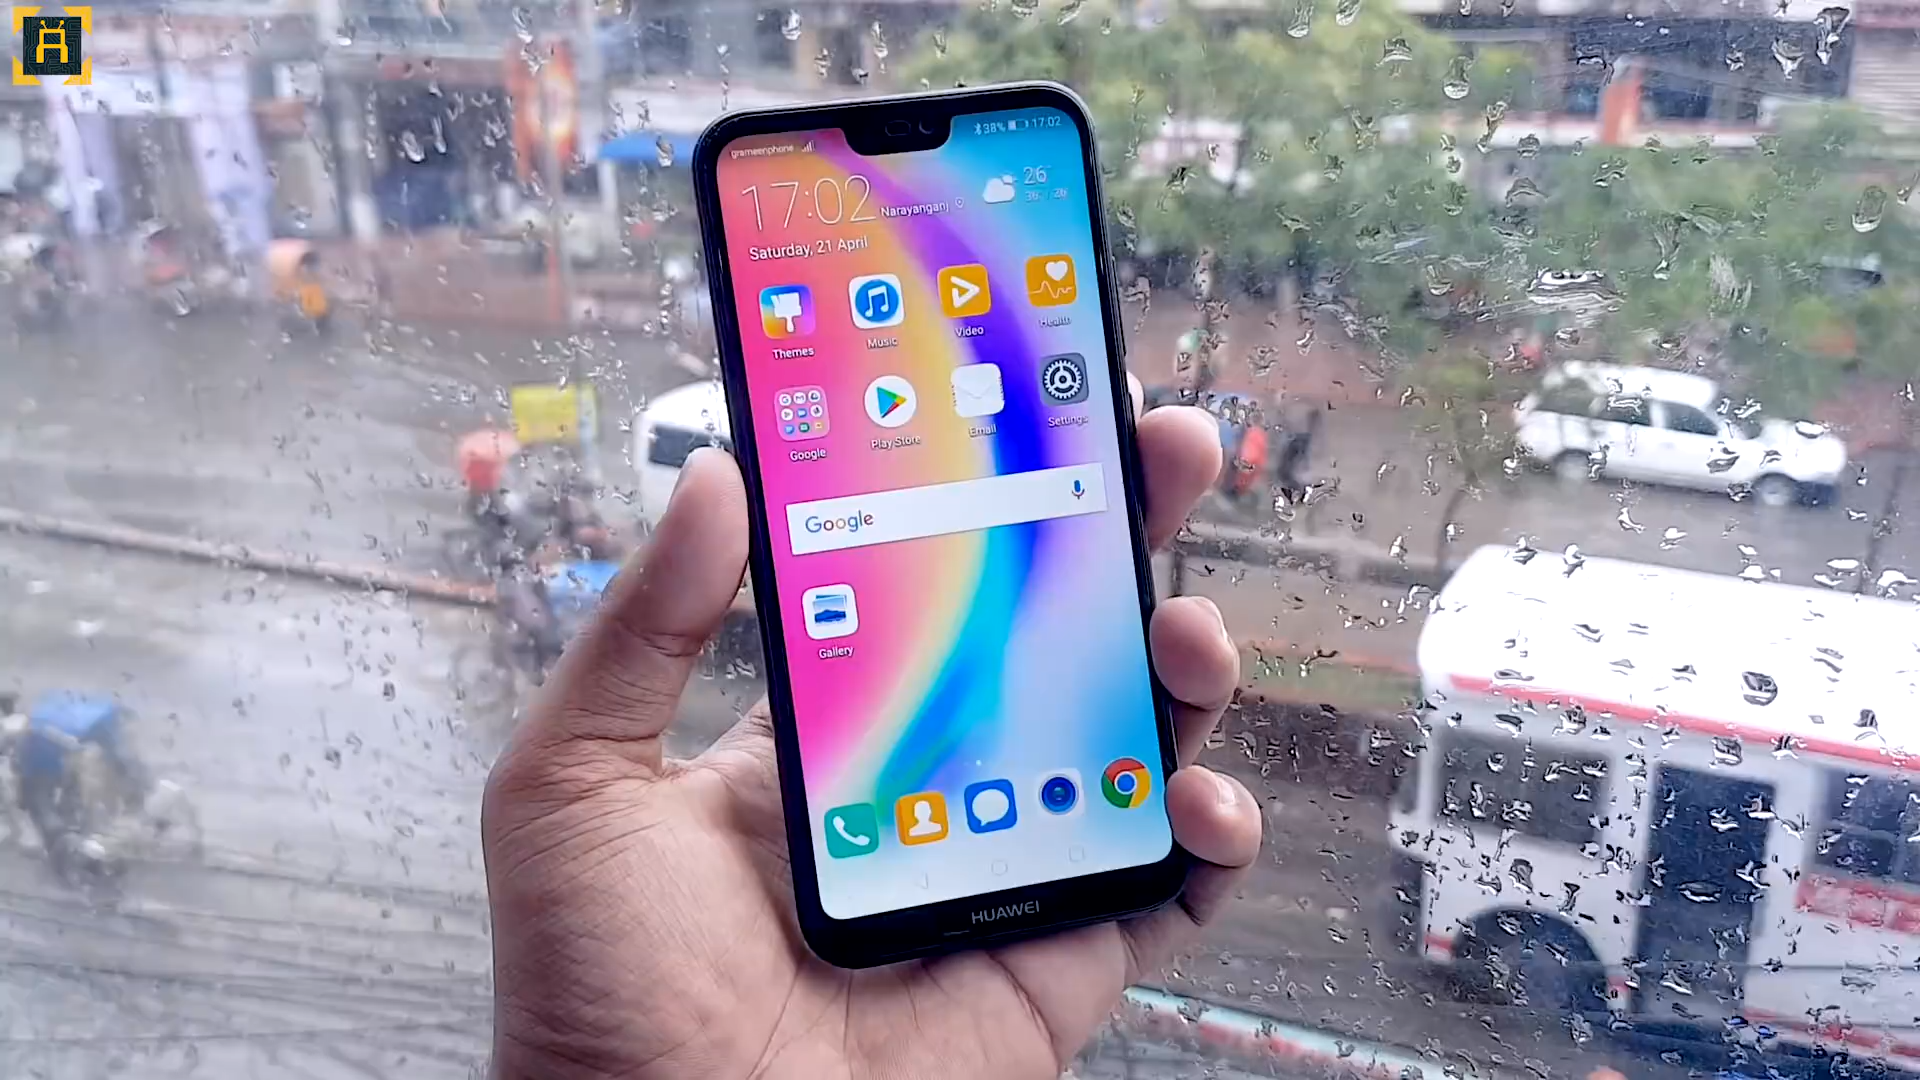 grameenphone
38% 17:02
17:02
Narayanganj
26°
Saturday, 21 April
Themes
Music
Video
Health
Google
Play Store
Email
Settings
Google
Gallery
HUAWEI